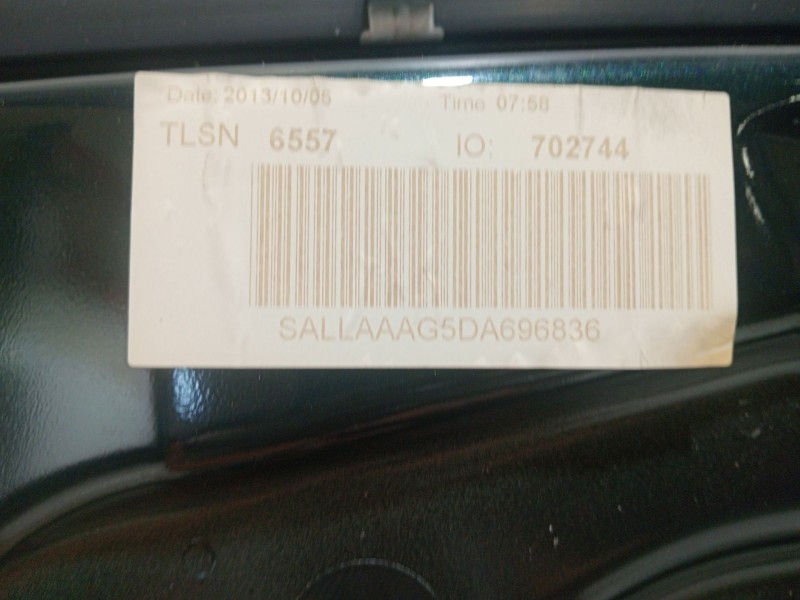 Date: 2013/10/05 Time 07:58
TLSN 6557 IO: 702744
SALLAAAG5DA696836